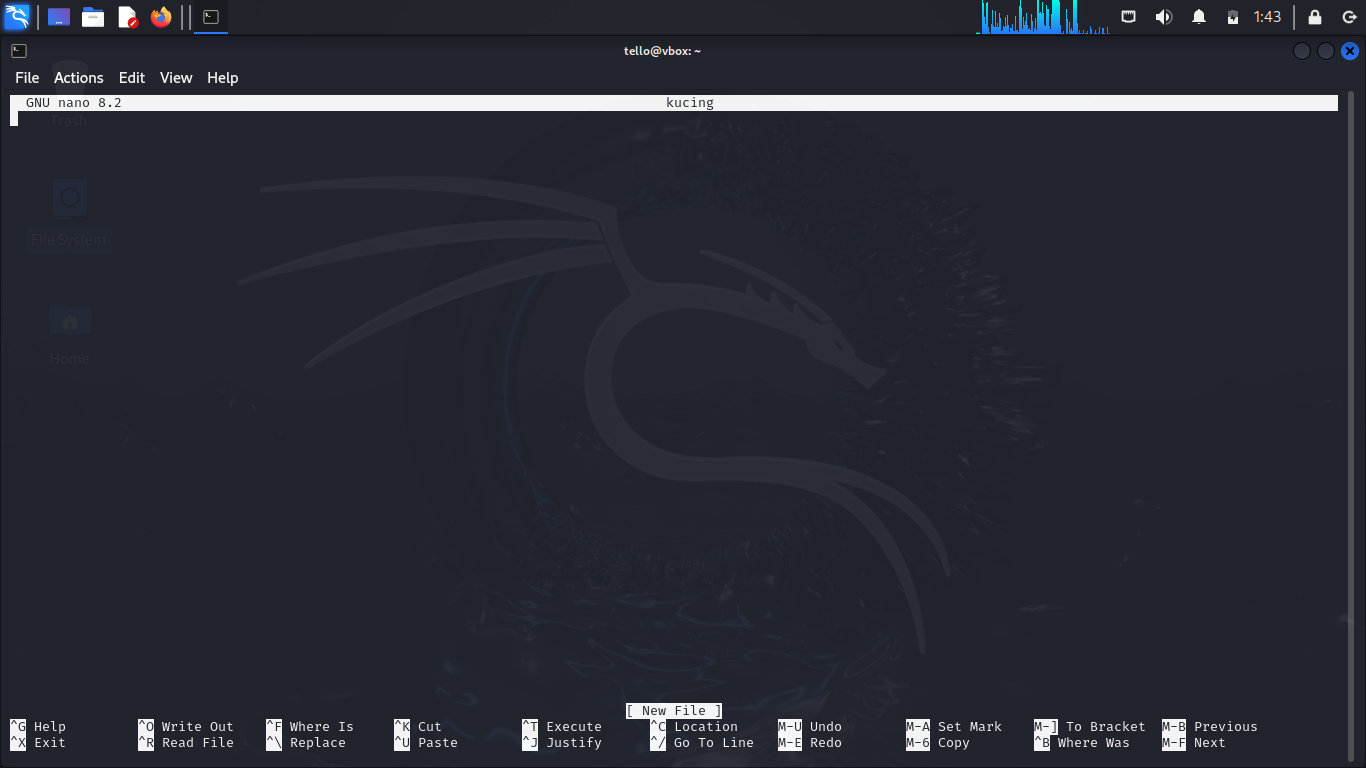 1:43
tello@vbox: ~
File Actions Edit View Help
GNU nano 8.2 kucing
Trash
File System
Home
[ New File ]
^G Help ^O Write Out ^F Where Is ^K Cut ^T Execute ^C Location M-U Undo M-A Set Mark M-] To Bracket M-B Previous
^X Exit ^R Read File ^\ Replace ^U Paste ^J Justify ^/ Go To Line M-E Redo M-6 Copy ^B Where Was M-F Next